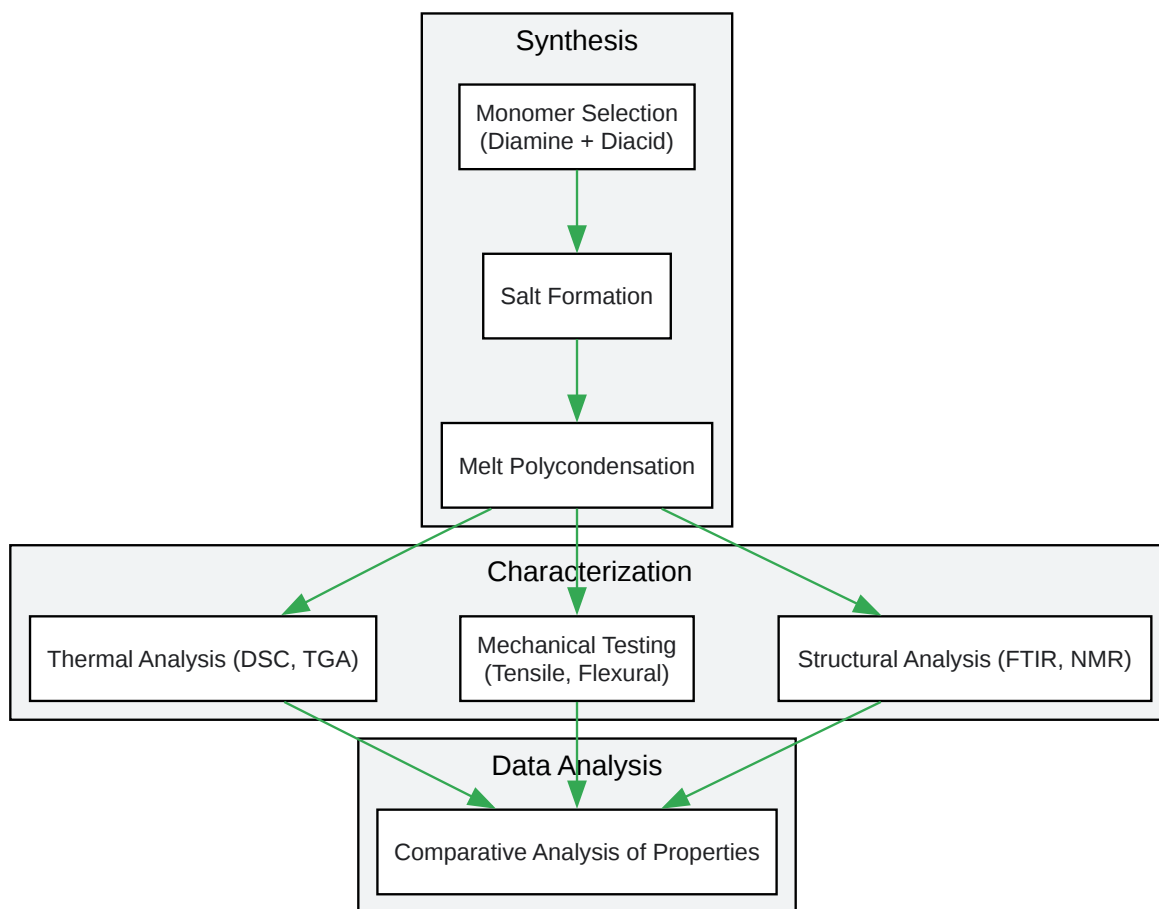 Synthesis
Monomer Selection
(Diamine + Diacid)
Salt Formation
Melt Polycondensation
Characterization
Thermal Analysis (DSC, TGA)
Mechanical Testing
(Tensile, Flexural)
Structural Analysis (FTIR, NMR)
Data Analysis
Comparative Analysis of Properties